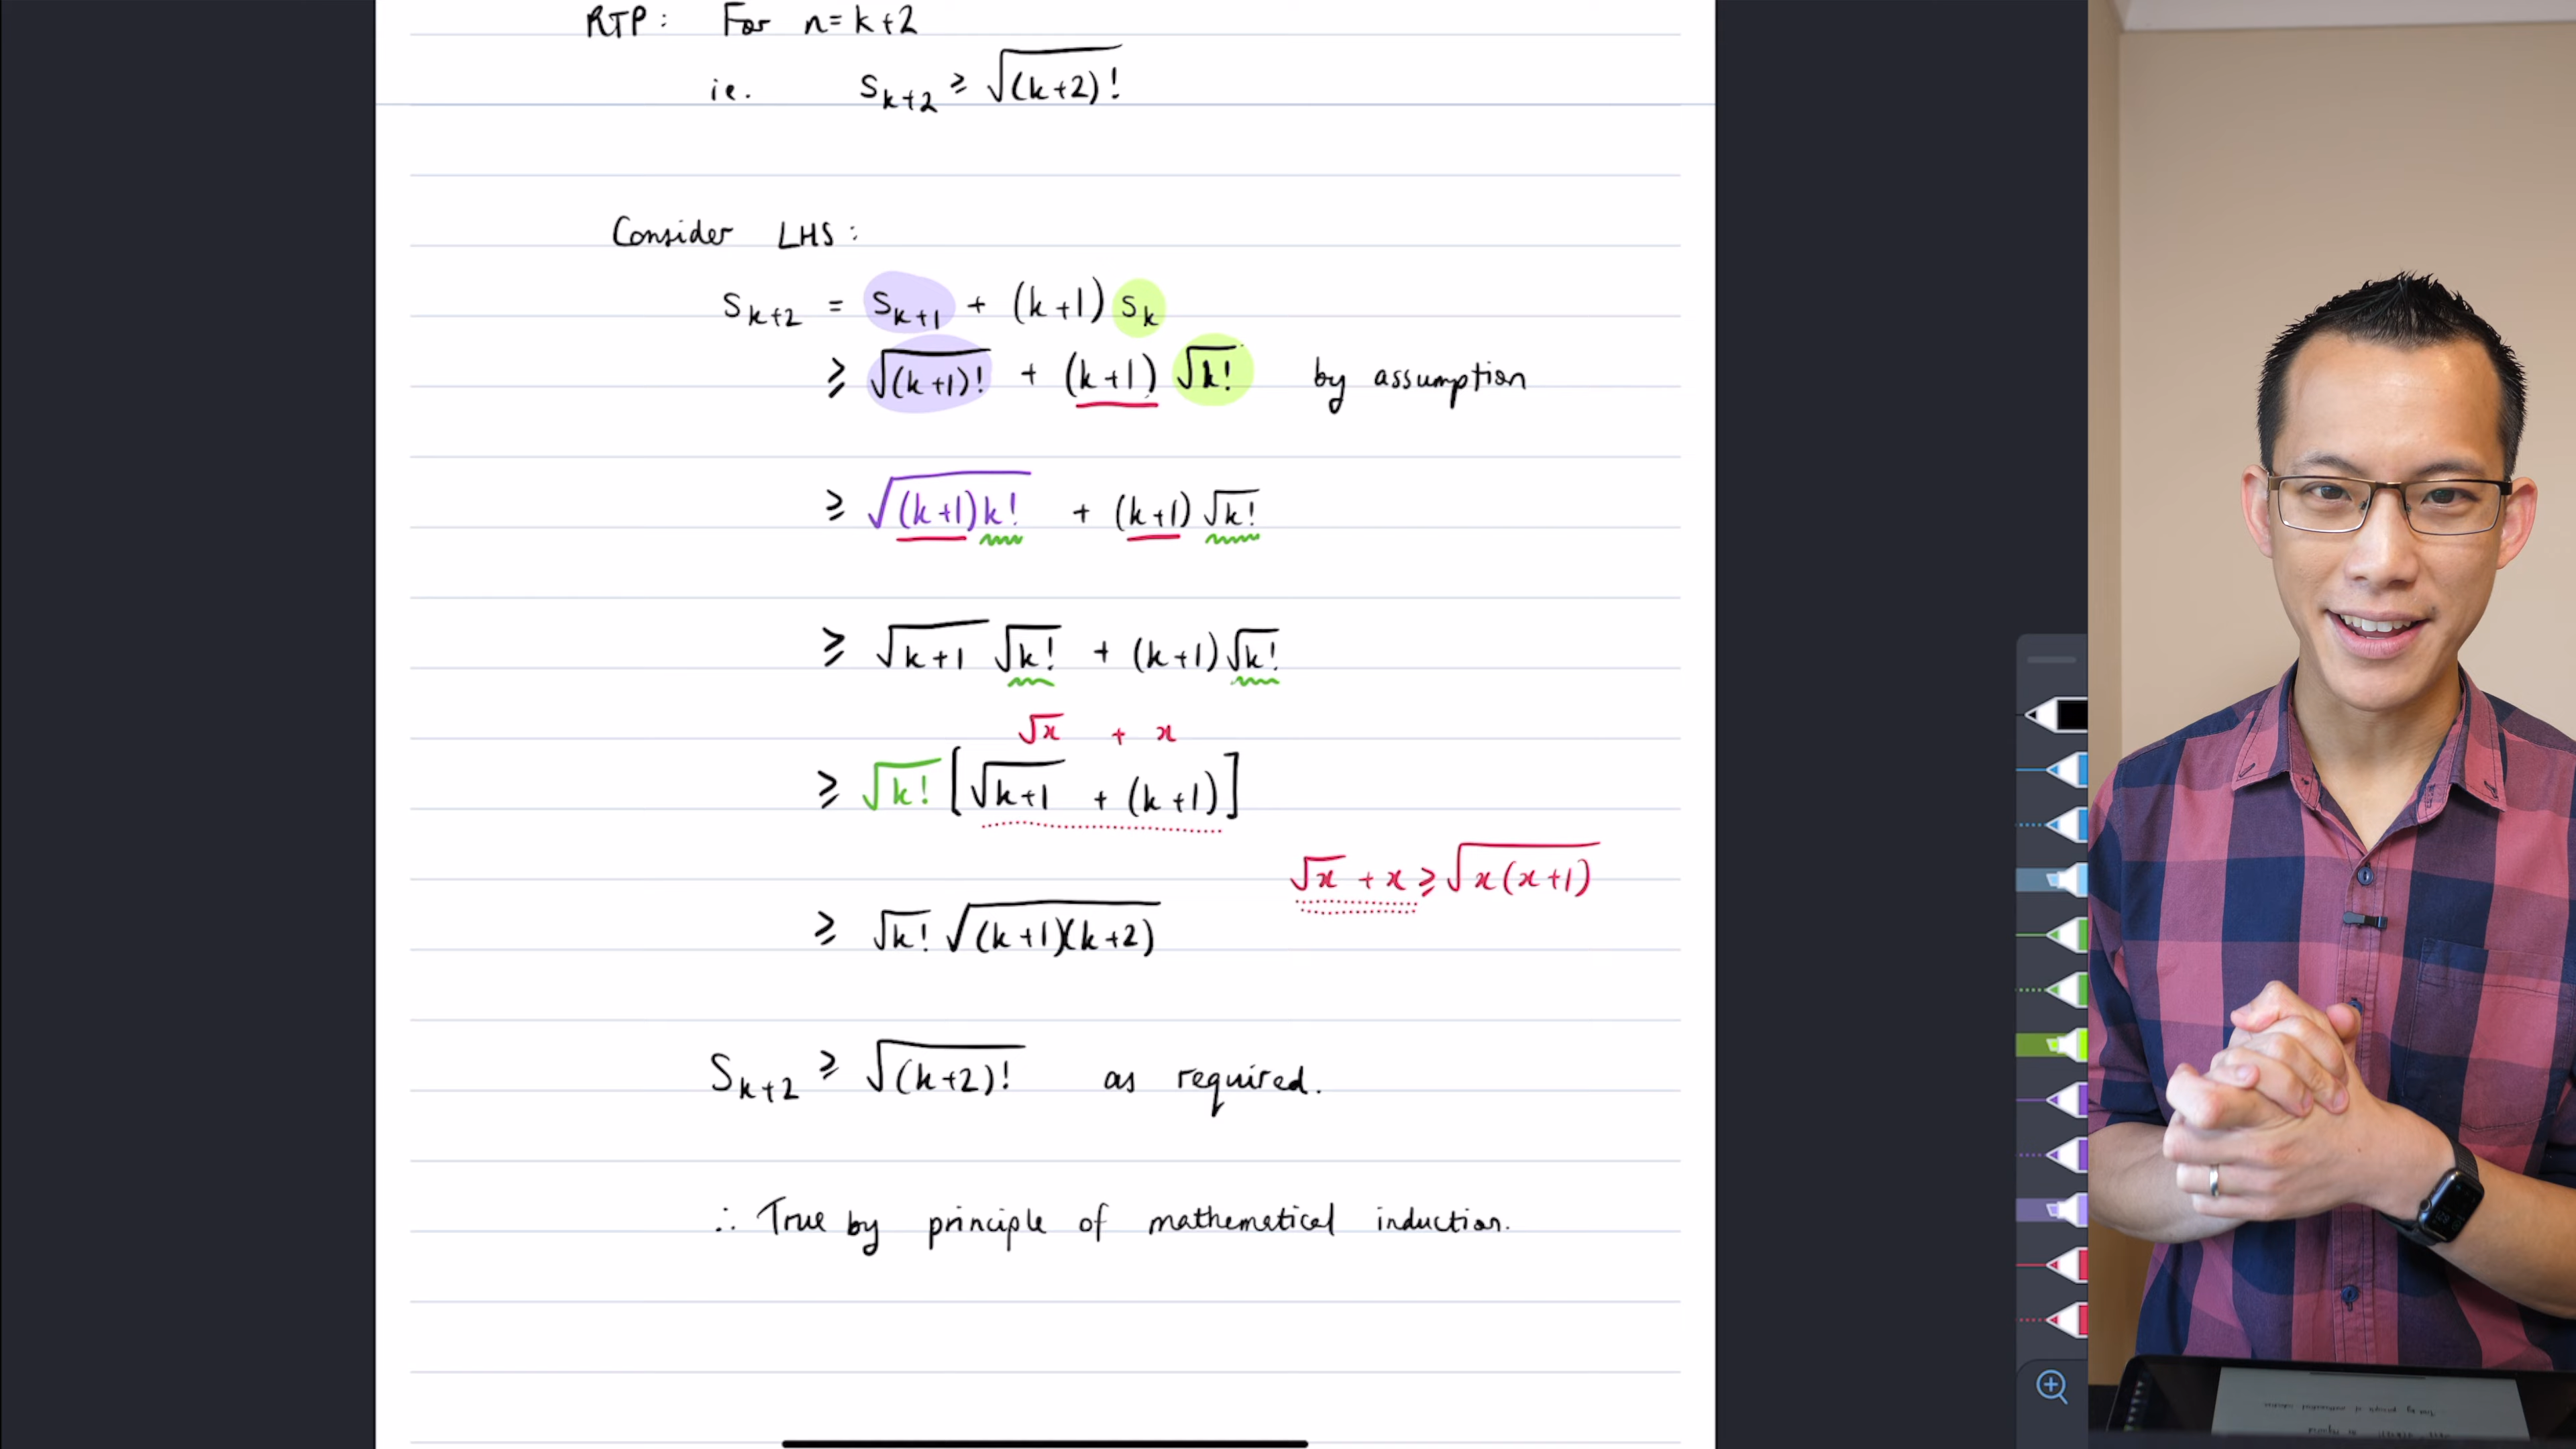 RTP: For n = k+2
ie. S_{k+2} ≥ √(k+2)!
Consider LHS:
S_{k+2} = S_{k+1} + (k+1) S_k
≥ √(k+1)! + (k+1) √k! by assumption
≥ √(k+1)k! + (k+1) √k!
≥ √k+1 √k! + (k+1) √k!
√x + x
≥ √k! [√k+1 + (k+1)]
√x + x ≥ √x(x+1)
≥ √k! √(k+1)(k+2)
S_{k+2} ≥ √(k+2)! as required.
∴ True by principle of mathematical induction.